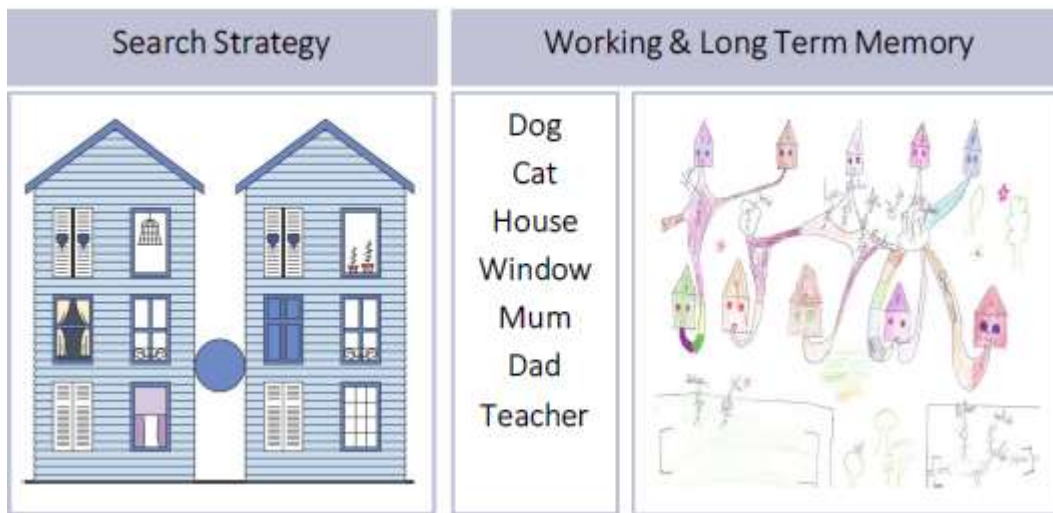 Search Strategy
Working & Long Term Memory
Dog
Cat
House
Window
Mum
Dad
Teacher